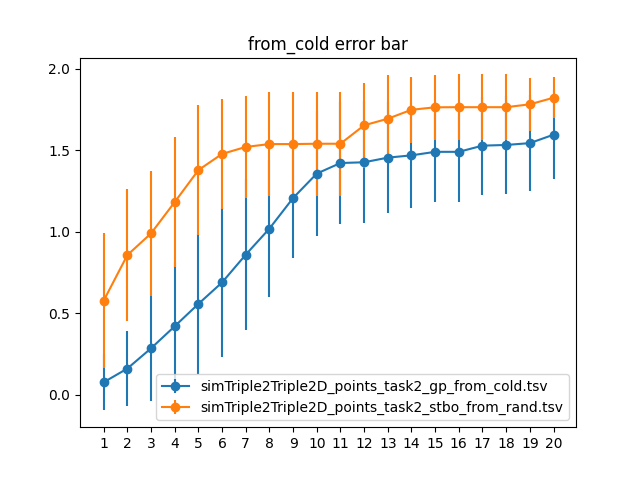 from_cold error bar
2.0
1.5
1.0
0.5
0.0
simTriple2Triple2D_points_task2_gp_from_cold.tsv
simTriple2Triple2D_points_task2_stbo_from_rand.tsv
1 2 3 4 5 6 7 8 9 10 11 12 13 14 15 16 17 18 19 20